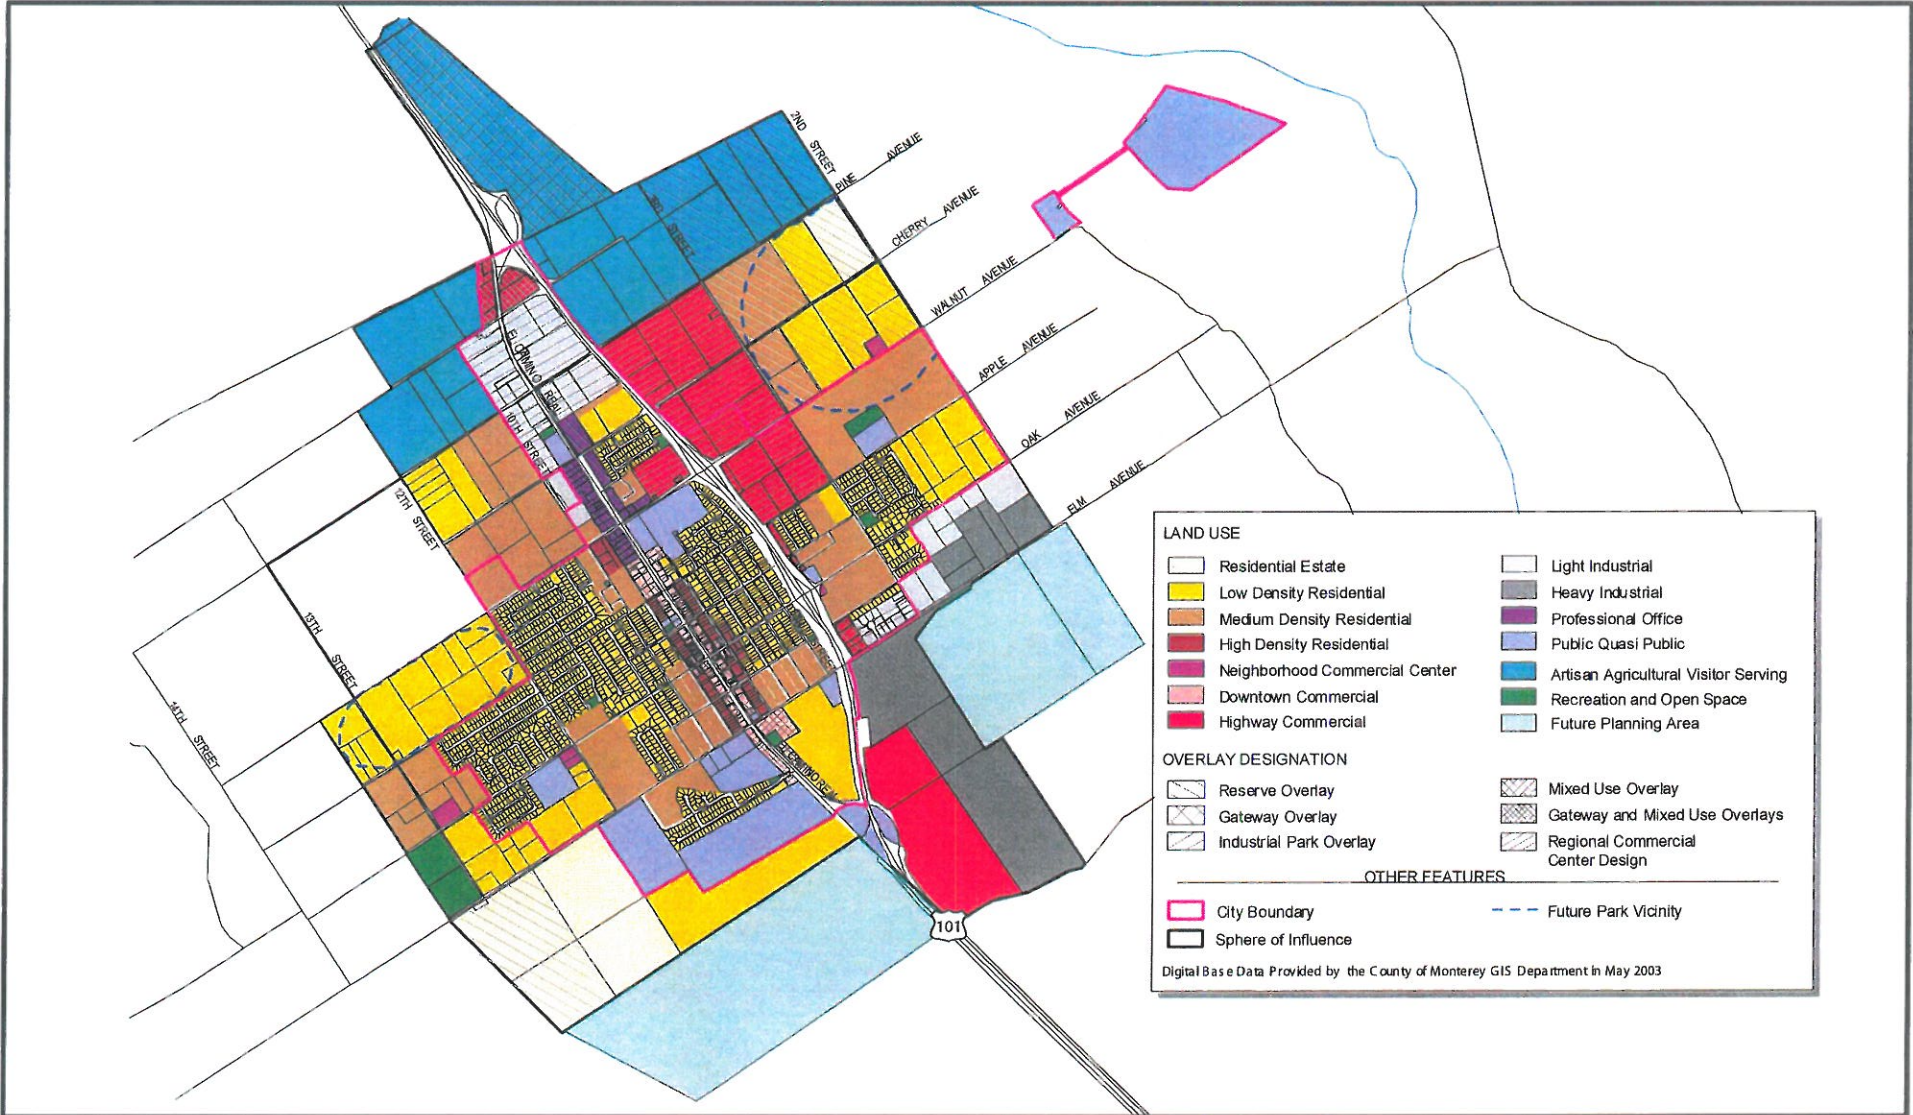 2ND STREET
PINE AVENUE
CHERRY AVENUE
3RD STREET
WALNUT AVENUE
APPLE AVENUE
OAK AVENUE
ELM AVENUE
EL CAMINO REAL
10TH STREET
12TH STREET
13TH STREET
14TH STREET
STREET
EL CAMINO REAL
101
LAND USE
Residential Estate
Low Density Residential
Medium Density Residential
High Density Residential
Neighborhood Commercial Center
Downtown Commercial
Highway Commercial
Light Industrial
Heavy Industrial
Professional Office
Public Quasi Public
Artisan Agricultural Visitor Serving
Recreation and Open Space
Future Planning Area
OVERLAY DESIGNATION
Reserve Overlay
Gateway Overlay
Industrial Park Overlay
Mixed Use Overlay
Gateway and Mixed Use Overlays
Regional Commercial
Center Design
OTHER FEATURES
City Boundary
Sphere of Influence
Future Park Vicinity
Digital Base Data Provided by the County of Monterey GIS Department in May 2003